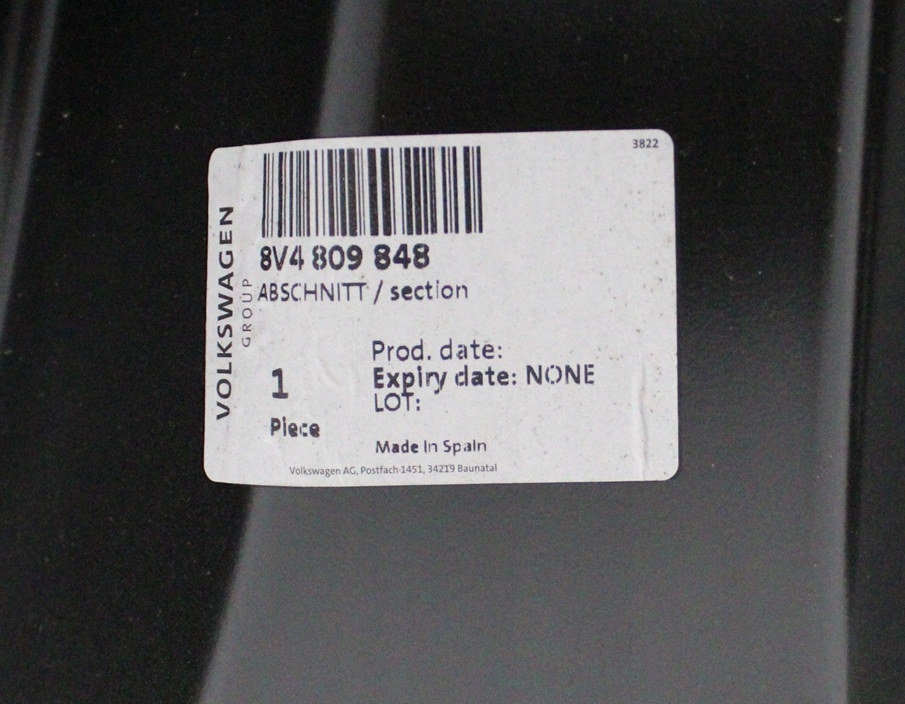 3822
VOLKSWAGEN
GROUP
8V4 809 848
ABSCHNITT / section
Prod. date:
Expiry date: NONE
LOT:
1
Piece
Made In Spain
Volkswagen AG, Postfach 1451, 34219 Baunatal